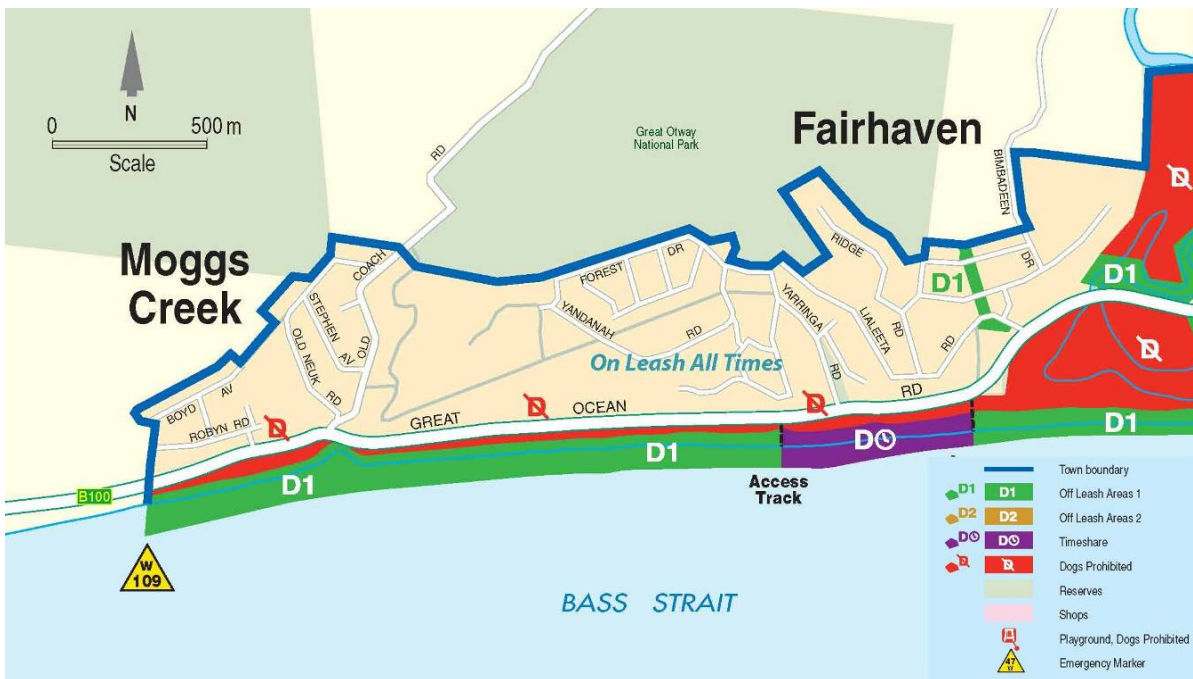 N
0 500 m
Scale
Great Otway
National Park
Fairhaven
Moggs
Creek
RD
COACH
OLD
STEPHEN AV
OLD NEUK RD
BOYD AV
ROBYN RD
FOREST DR
YANDANAH RD
YARRINGA RD
LIALEETA RD
RIDGE RD
BIMBADEEN DR
D1
D1
D
D
On Leash All Times
GREAT OCEAN RD
D
D
D
D1
D1
D
D1
B100
Access
Track
W
109
BASS STRAIT
Town boundary
D1 D1 Off Leash Areas 1
D2 D2 Off Leash Areas 2
D D Timeshare
D D Dogs Prohibited
Reserves
Shops
Playground, Dogs Prohibited
47
W
Emergency Marker